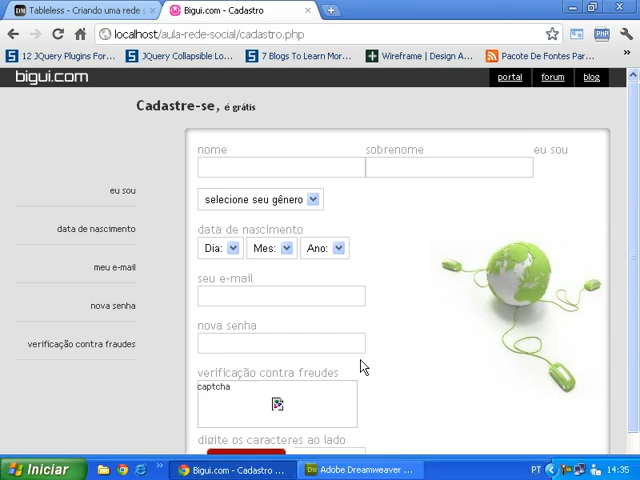 Tableless - Criando uma rede s
Bigui.com - Cadastro
localhost/aula-rede-social/cadastro.php
12 JQuery Plugins For...
JQuery Collapsible Lo...
7 Blogs To Learn Mor...
Wireframe | Design A...
Pacote De Fontes Par...
bigui.com
portal
forum
blog
Cadastre-se, é grátis
nome
sobrenome
eu sou
eu sou
selecione seu gênero
data de nascimento
data de nascimento
Dia:
Mes:
Ano:
meu e-mail
seu e-mail
nova senha
nova senha
verificação contra fraudes
verificação contra freudes
captcha
digite os caracteres ao lado
Iniciar
Bigui.com - Cadastro ...
Adobe Dreamweaver ...
PT
14:35